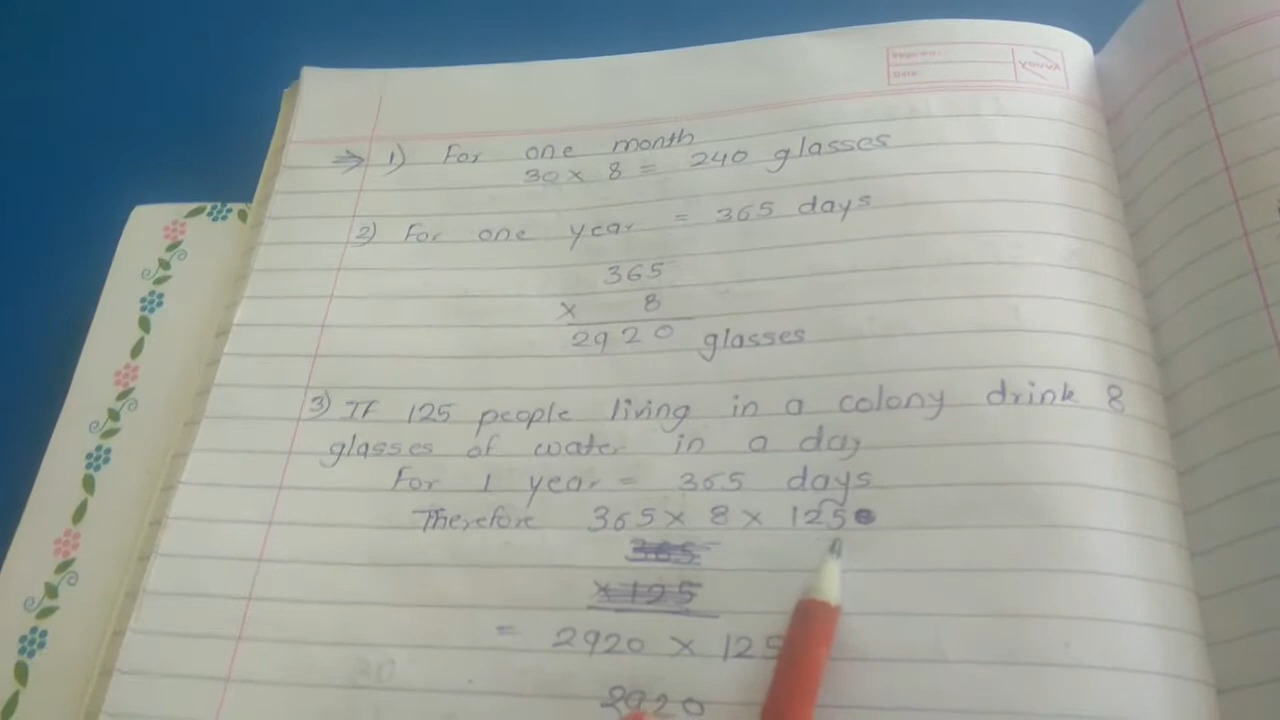 ⇒ 1) For one month
30 × 8 = 240 glasses
2) For one year = 365 days
365
× 8
2920 glasses
3) If 125 people living in a colony drink 8
glasses of water in a day
For 1 year = 365 days
Therefore 365 × 8 × 125
365
× 125
= 2920 × 125
2920